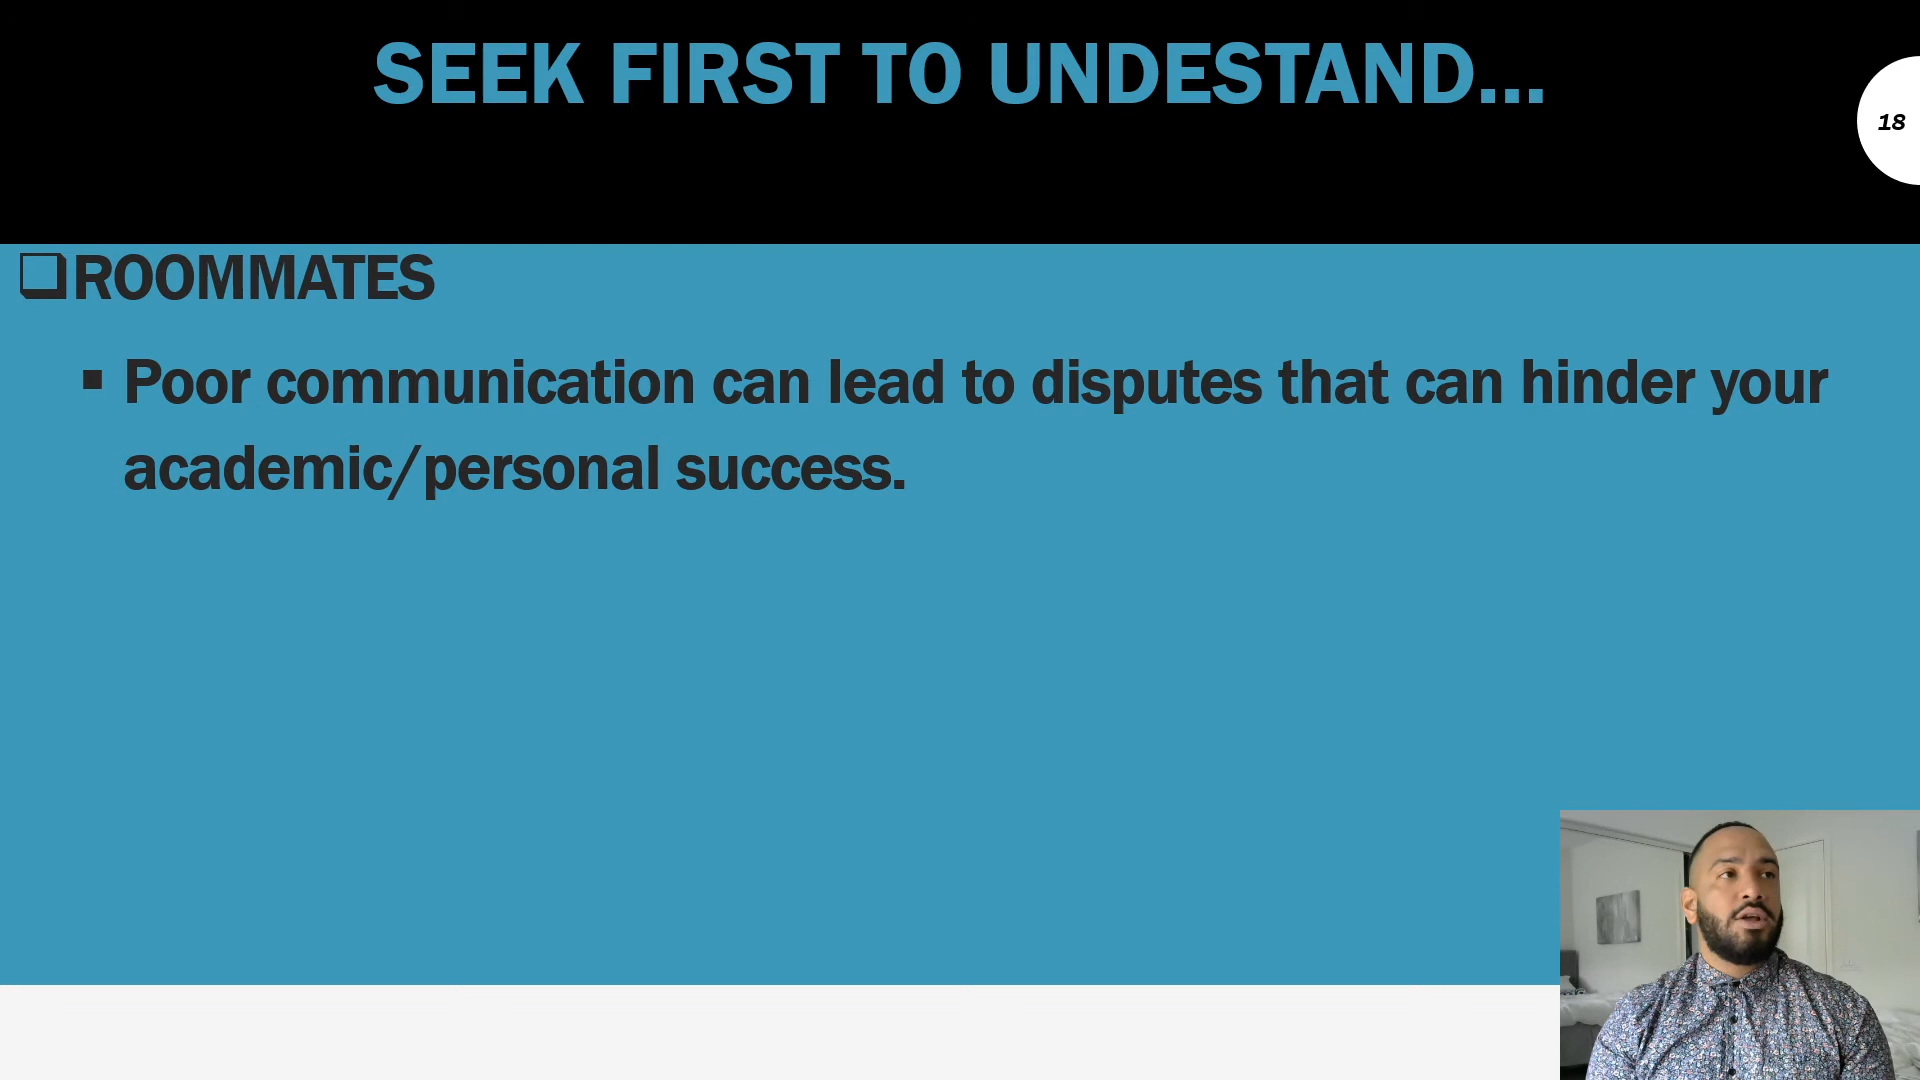 SEEK FIRST TO UNDESTAND...
18
ROOMMATES
Poor communication can lead to disputes that can hinder your
academic/personal success.